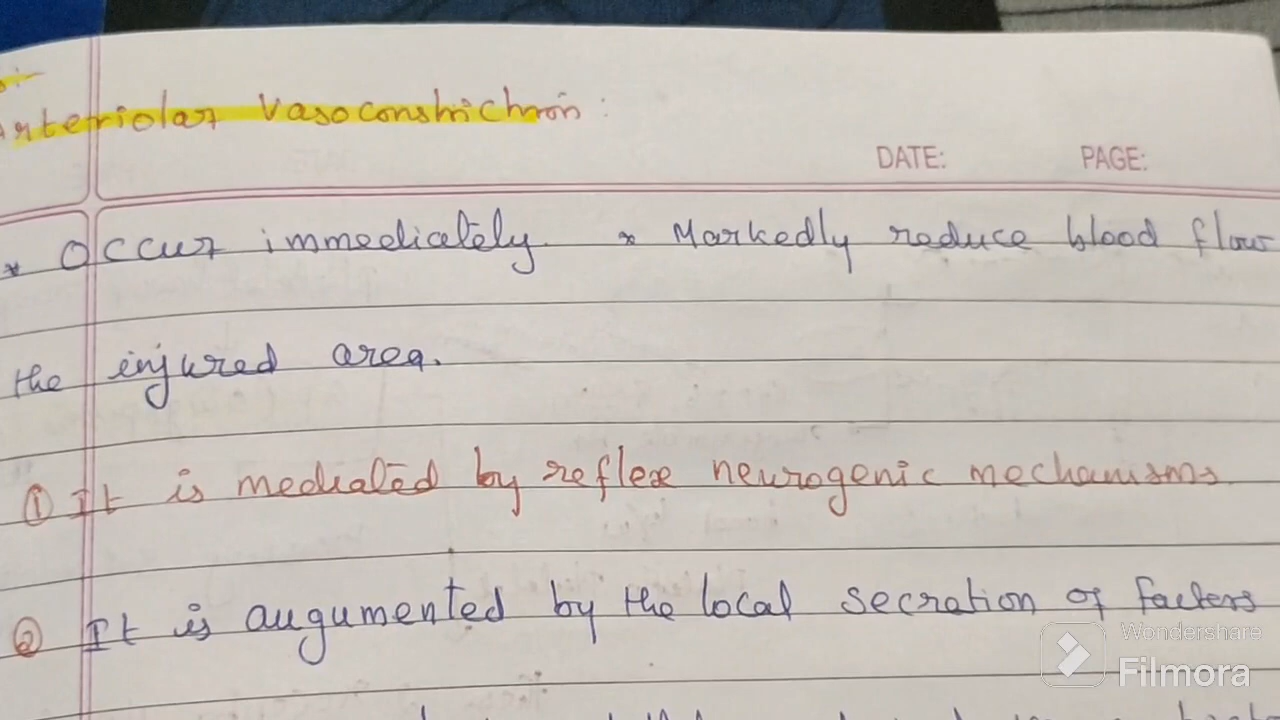 Arteriolar Vasoconstriction:
DATE: PAGE:
* Occur immediately. * Markedly reduce blood flow
the injured area.
① It is mediated by reflex neurogenic mechanisms.
② It is augumented by the local secration of factors
Wondershare
Filmora